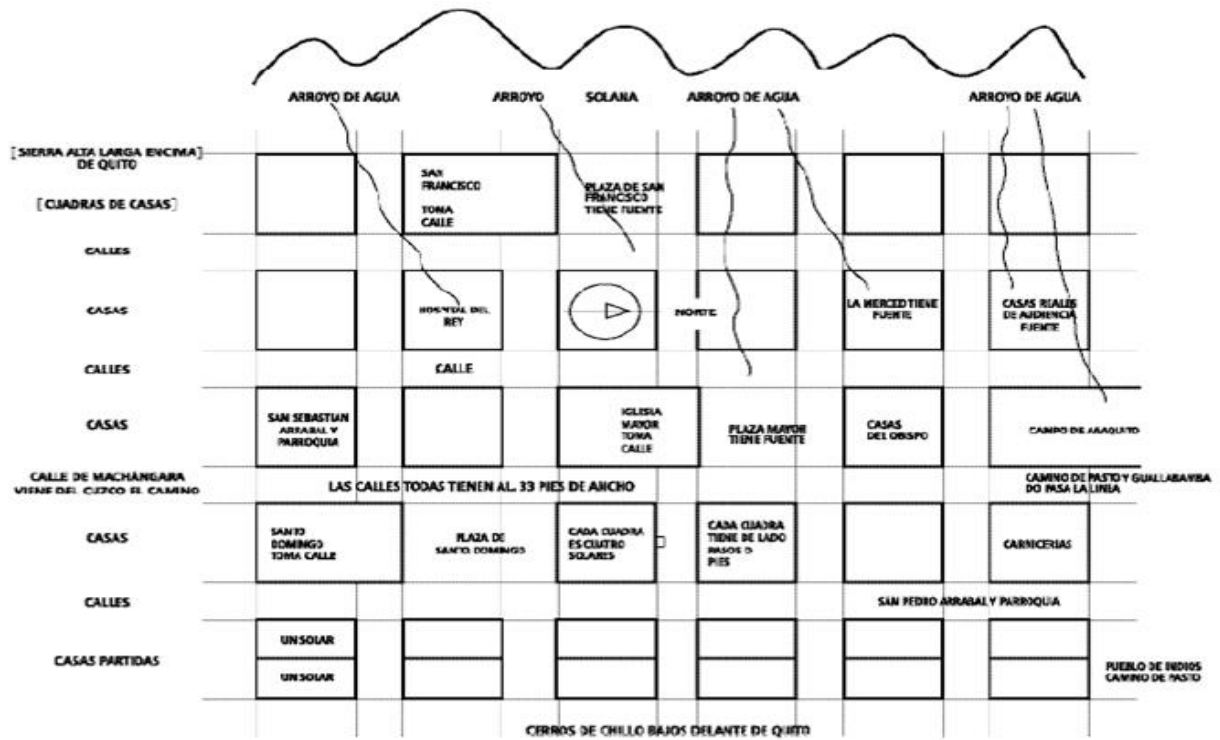 ARROYO DE AGUA
ARROYO
SOLANA
ARROYO DE AGUA
ARROYO DE AGUA
[SIERRA ALTA LARGA ENCIMA]
DE QUITO
SAN
FRANCISCO
TOMA
CALLE
PLAZA DE SAN
FRANCISCO
TIENE FUENTE
[CUADRAS DE CASAS]
CALLES
CASAS
HOSPITAL DEL
REY
NORTE
LA MERCED TIENE
FUENTE
CASAS REALES
DE AUDIENCIA
FUENTE
CALLES
CALLE
CASAS
SAN SEBASTIAN
ARRABAL Y
PARROQUIA
IGLESIA
MAYOR
TOMA
CALLE
PLAZA MAYOR
TIENE FUENTE
CASAS
DEL OBISPO
CAMPO DE AÑAQUITO
CALLE DE MACHÁNGARA
VIENE DEL CUZCO EL CAMINO
LAS CALLES TODAS TIENEN AL. 33 PIES DE ANCHO
CAMINO DE PASTO Y GUALLABAMBA
DO PASA LA LINEA
CASAS
SANTO
DOMINGO
TOMA CALLE
PLAZA DE
SANTO DOMINGO
CADA CUADRA
ES CUATRO
SOLARES
CADA CUADRA
TIENE DE LADO
PASOS O
PIES
CARNICERIAS
CALLES
SAN PEDRO ARRABAL Y PARROQUIA
CASAS PARTIDAS
UN SOLAR
UN SOLAR
PUEBLO DE INDIOS
CAMINO DE PASTO
CERROS DE CHILLO BAJOS DELANTE DE QUITO